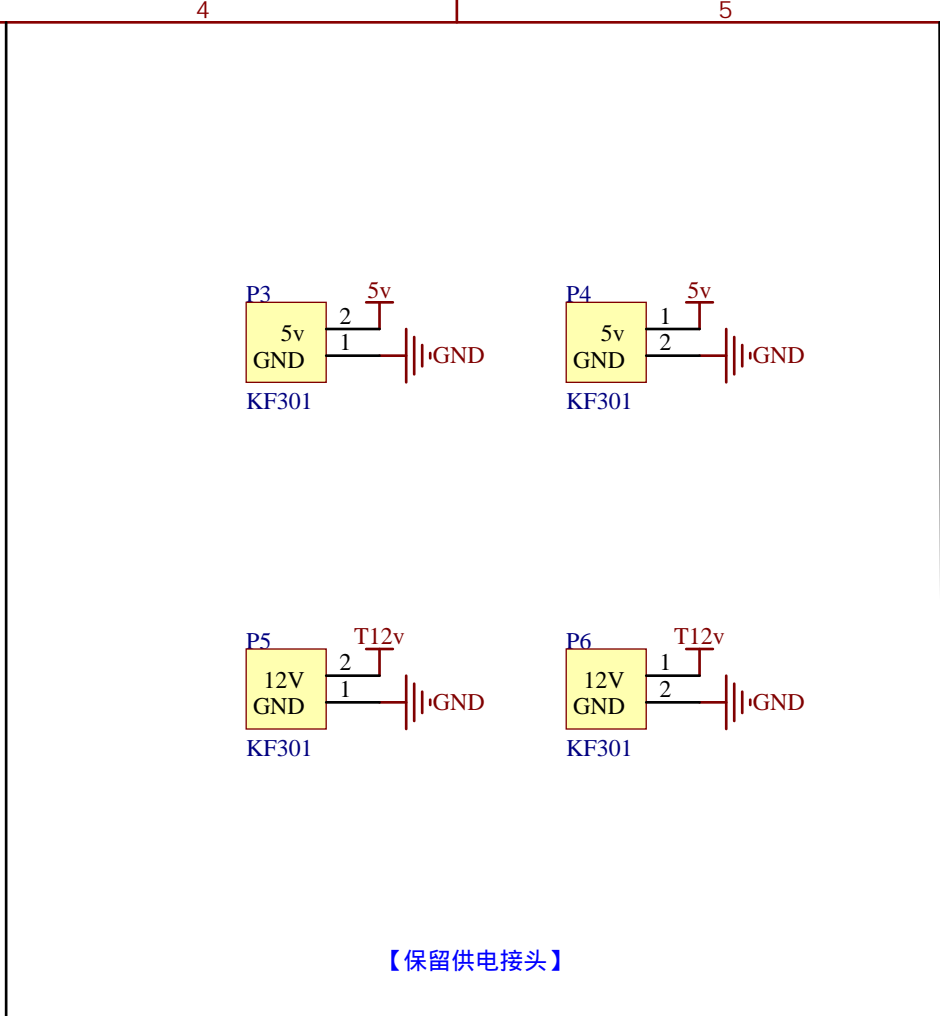 4 5
P3 5v
5v 2
GND 1 GND
KF301
P4 5v
5v 1
GND 2 GND
KF301
P5 T12v
12V 2
GND 1 GND
KF301
P6 T12v
12V 1
GND 2 GND
KF301
【保留供电接头】